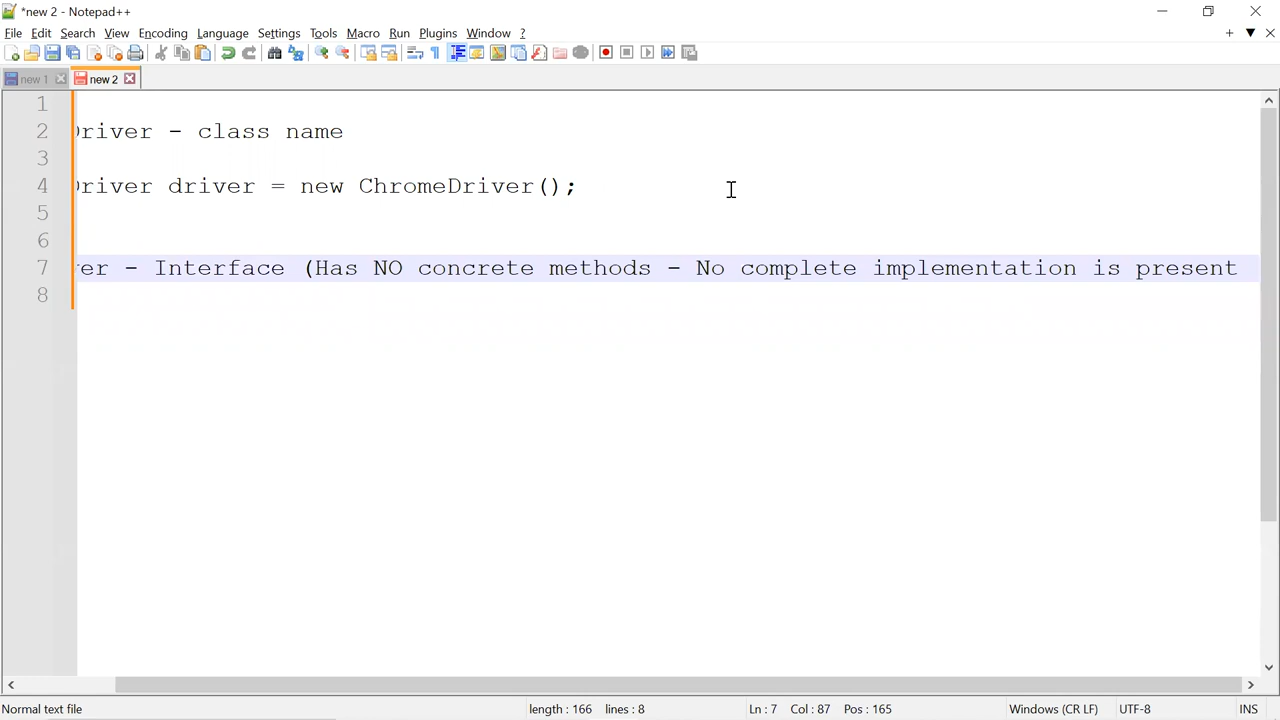 *new 2 - Notepad++
File Edit Search View Encoding Language Settings Tools Macro Run Plugins Window ?
new 1 new 2
1
2 Driver - class name
3
4 Driver driver = new ChromeDriver();
5
6
7 ver - Interface (Has NO concrete methods - No complete implementation is present
8
Normal text file length : 166 lines : 8 Ln : 7 Col : 87 Pos : 165 Windows (CR LF) UTF-8 INS